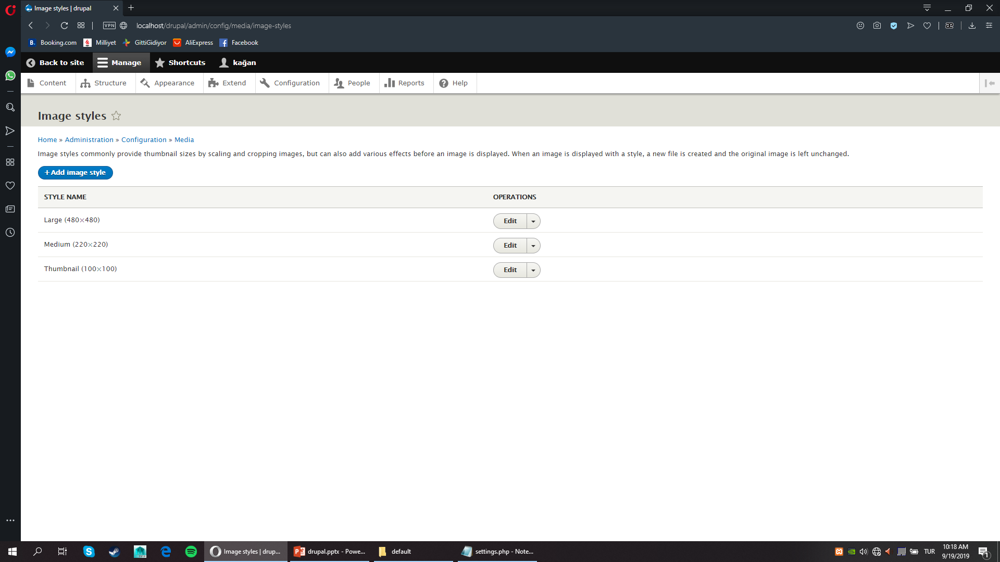 Image styles | drupal
VPN
localhost/drupal/admin/config/media/image-styles
B. Booking.com Milliyet GittiGidiyor AliExpress Facebook
Back to site Manage Shortcuts kağan
Content Structure Appearance Extend Configuration People Reports Help
Image styles
Home » Administration » Configuration » Media
Image styles commonly provide thumbnail sizes by scaling and cropping images, but can also add various effects before an image is displayed. When an image is displayed with a style, a new file is created and the original image is left unchanged.
+ Add image style
STYLE NAME OPERATIONS
Large (480×480) Edit
Medium (220×220) Edit
Thumbnail (100×100) Edit
Image styles | drup... drupal.pptx - Powe... default settings.php - Note... TUR 10:18 AM
9/19/2019 1